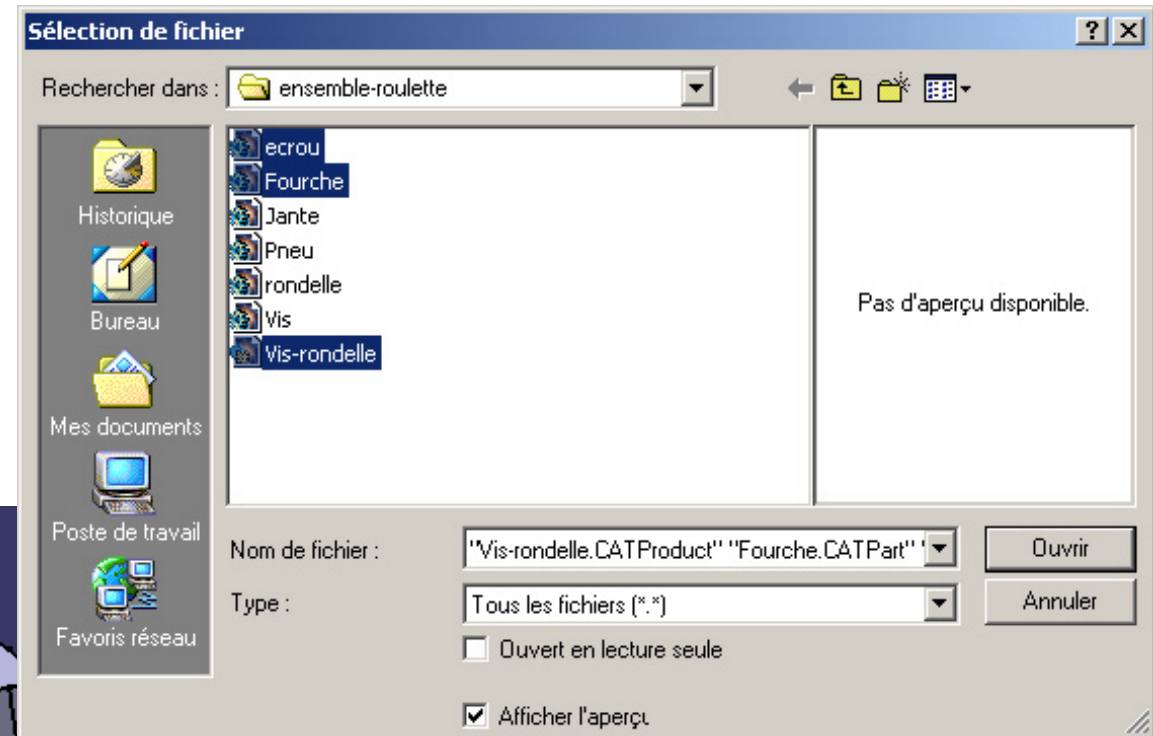 Sélection de fichier
Rechercher dans :
ensemble-roulette
Historique
Bureau
Mes documents
Poste de travail
Favoris réseau
ecrou
Fourche
Jante
Pneu
rondelle
Vis
Vis-rondelle
Pas d'aperçu disponible.
Nom de fichier :
"Vis-rondelle.CATProduct" "Fourche.CATPart" "
Ouvrir
Type :
Tous les fichiers (*.*)
Annuler
Ouvert en lecture seule
Afficher l'aperçu